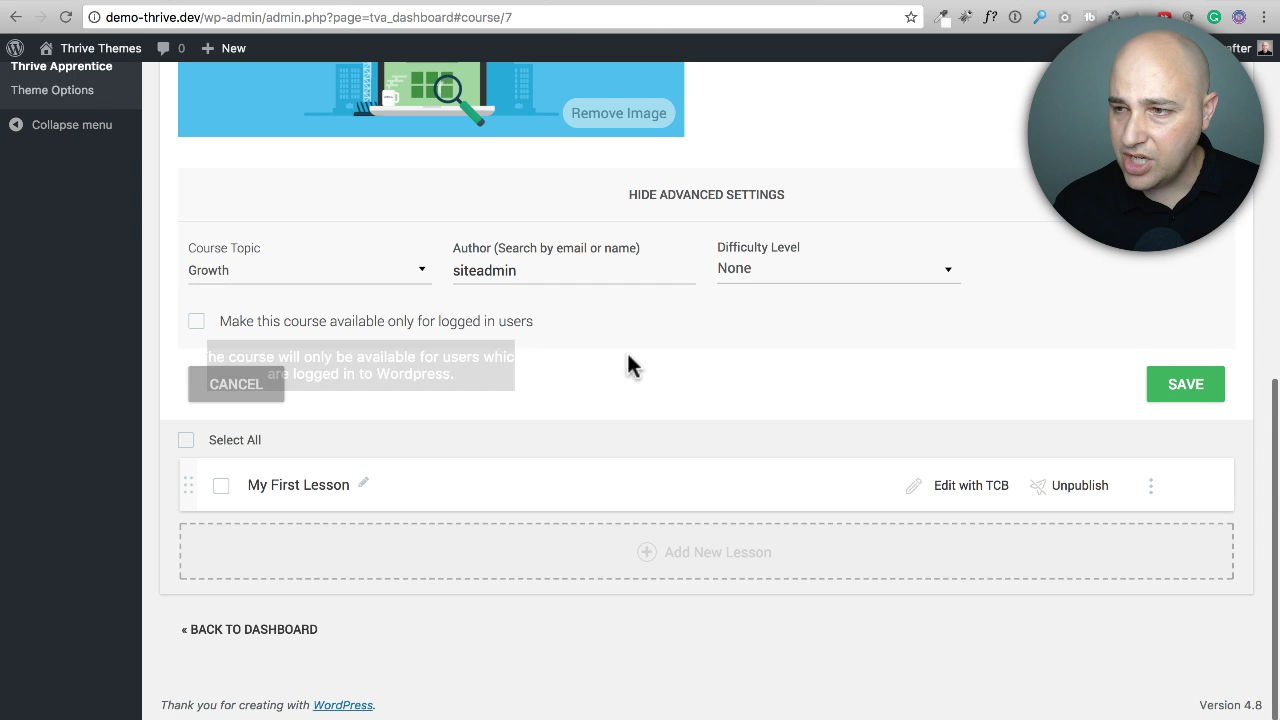 demo-thrive.dev/wp-admin/admin.php?page=tva_dashboard#course/7
Thrive Themes 0 New
after
Thrive Apprentice
Theme Options
Collapse menu
Remove Image
HIDE ADVANCED SETTINGS
Course Topic
Growth
Author (Search by email or name)
siteadmin
Difficulty Level
None
Make this course available only for logged in users
The course will only be available for users which
are logged in to Wordpress.
CANCEL
SAVE
Select All
My First Lesson Edit with TCB Unpublish
Add New Lesson
« BACK TO DASHBOARD
Thank you for creating with WordPress.
Version 4.8